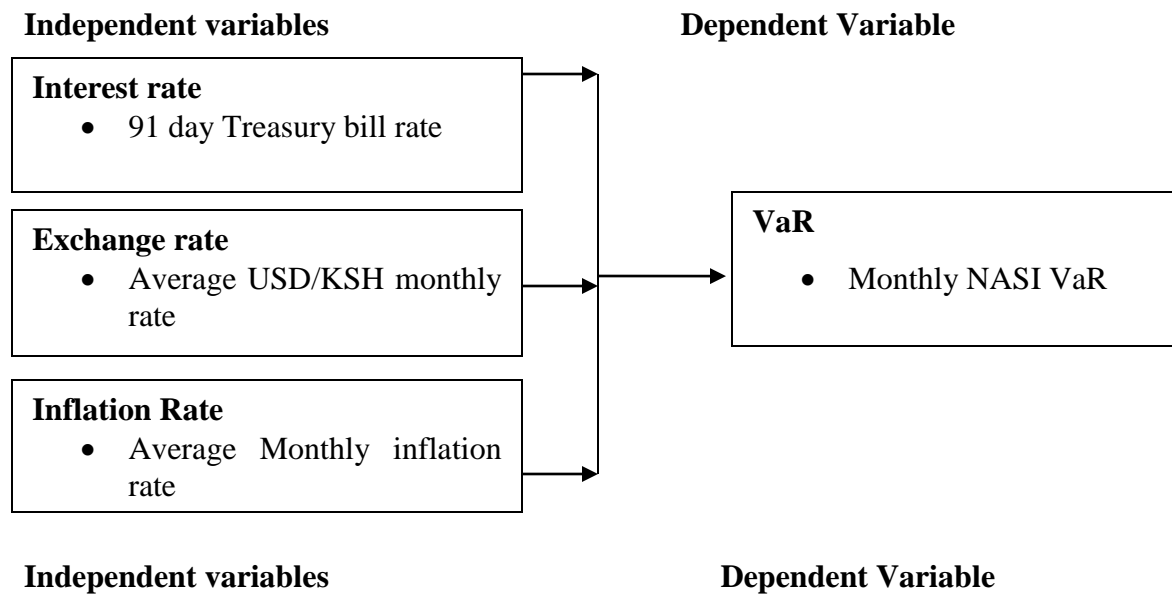 Independent variables
Dependent Variable
Interest rate
• 91 day Treasury bill rate
Exchange rate
• Average USD/KSH monthly
rate
Inflation Rate
• Average Monthly inflation
rate
VaR
• Monthly NASI VaR
Independent variables
Dependent Variable